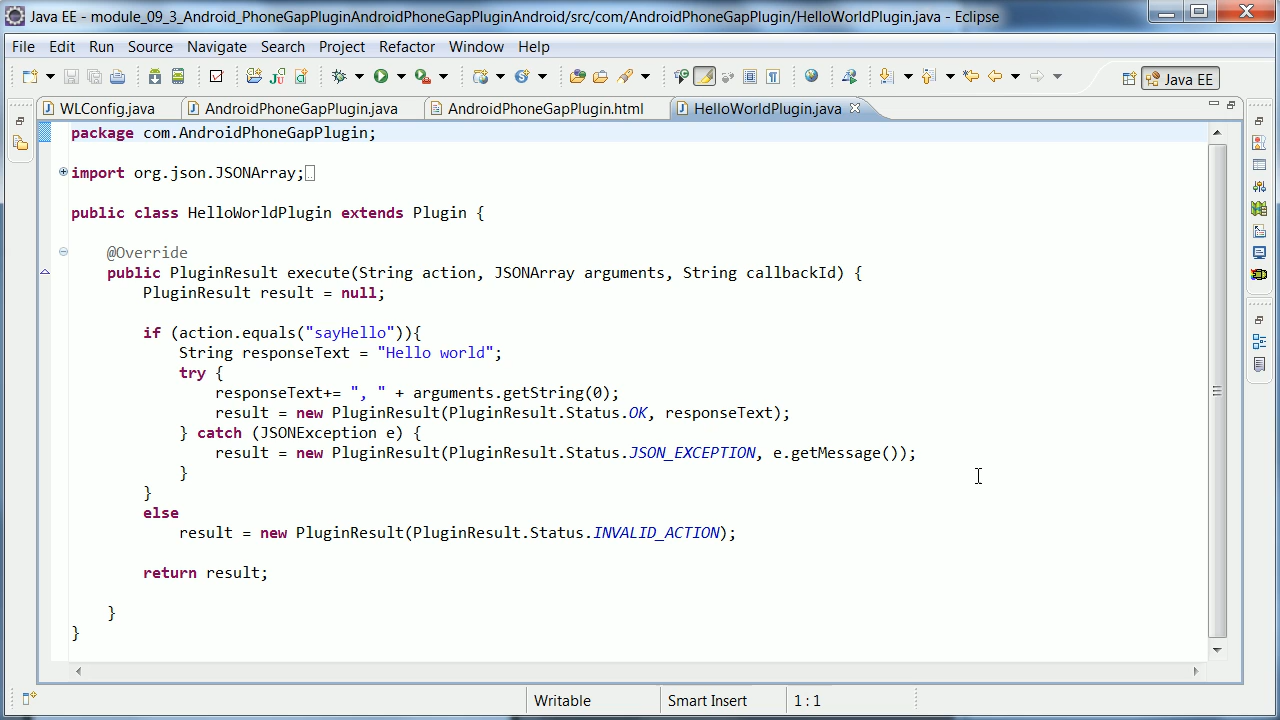 Java EE - module_09_3_Android_PhoneGapPluginAndroidPhoneGapPluginAndroid/src/com/AndroidPhoneGapPlugin/HelloWorldPlugin.java - Eclipse
File Edit Run Source Navigate Search Project Refactor Window Help
Java EE
WLConfig.java AndroidPhoneGapPlugin.java AndroidPhoneGapPlugin.html HelloWorldPlugin.java
package com.AndroidPhoneGapPlugin;
import org.json.JSONArray;
public class HelloWorldPlugin extends Plugin {
@Override
public PluginResult execute(String action, JSONArray arguments, String callbackId) {
PluginResult result = null;
if (action.equals("sayHello")){
String responseText = "Hello world";
try {
responseText+= ", " + arguments.getString(0);
result = new PluginResult(PluginResult.Status.OK, responseText);
} catch (JSONException e) {
result = new PluginResult(PluginResult.Status.JSON_EXCEPTION, e.getMessage());
}
}
else
result = new PluginResult(PluginResult.Status.INVALID_ACTION);
return result;
}
}
Writable Smart Insert 1 : 1